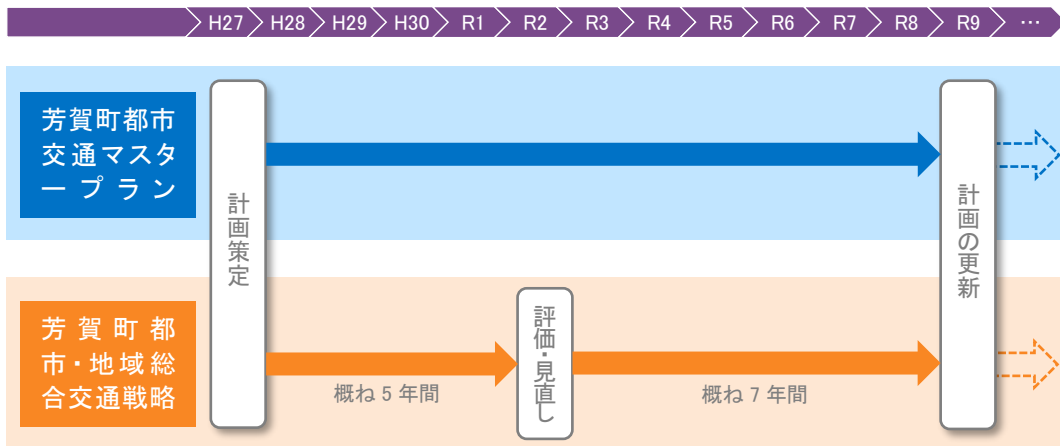 H27 H28 H29 H30 R1 R2 R3 R4 R5 R6 R7 R8 R9 …
芳賀町都市
交通マスタ
ープラン
計画策定
計画の更新
芳賀町都
市・地域総
合交通戦略
概ね5年間
評価・見直し
概ね7年間